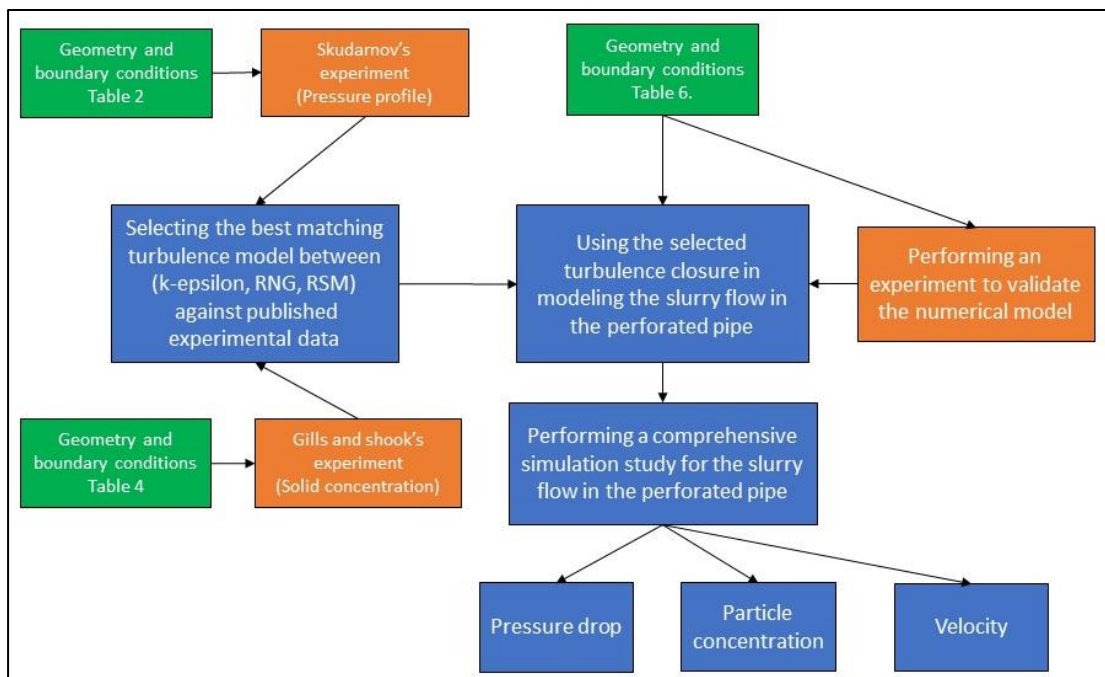 Geometry and
boundary conditions
Table 2
Skudarnov's
experiment
(Pressure profile)
Geometry and
boundary conditions
Table 6.
Selecting the best matching
turbulence model between
(k-epsilon, RNG, RSM)
against published
experimental data
Using the selected
turbulence closure in
modeling the slurry flow in
the perforated pipe
Performing an
experiment to validate
the numerical model
Geometry and
boundary conditions
Table 4
Gills and shook's
experiment
(Solid concentration)
Performing a comprehensive
simulation study for the slurry
flow in the perforated pipe
Pressure drop
Particle
concentration
Velocity